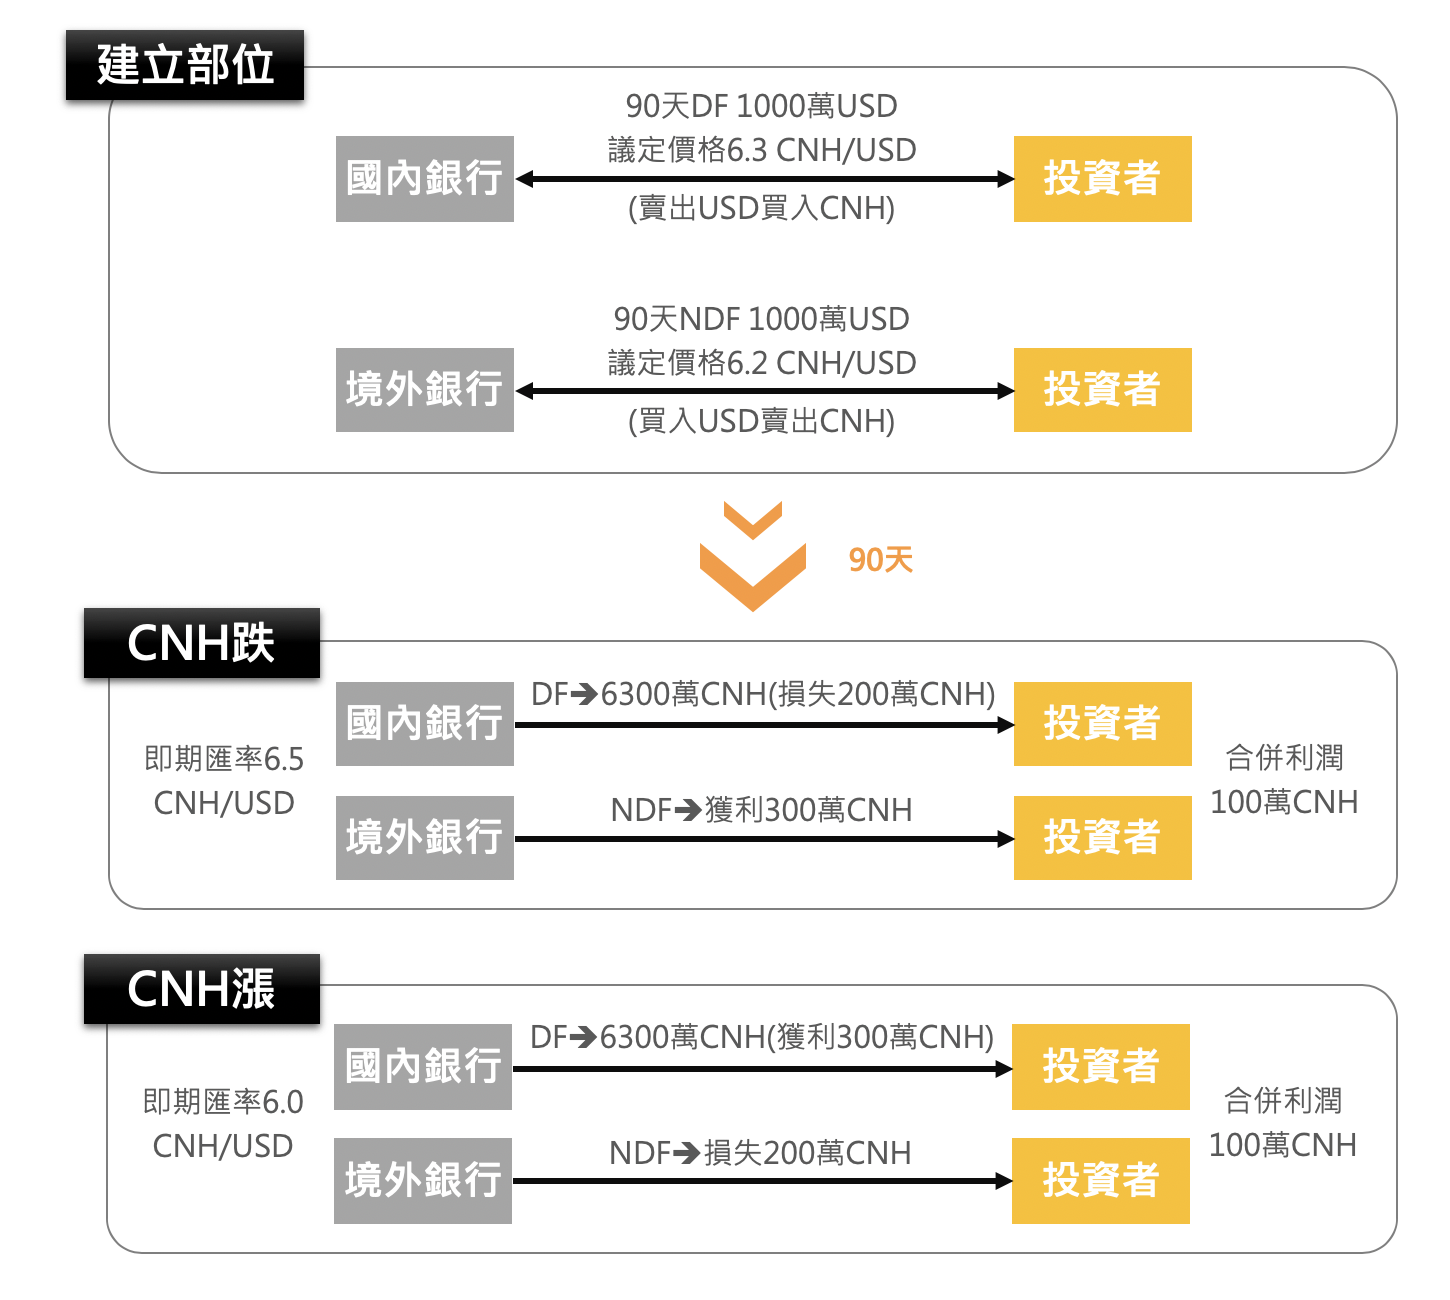 建立部位
90天DF 1000萬USD
議定價格6.3 CNH/USD
國內銀行
投資者
(賣出USD買入CNH)
90天NDF 1000萬USD
議定價格6.2 CNH/USD
境外銀行
投資者
(買入USD賣出CNH)
90天
CNH跌
DF➔6300萬CNH(損失200萬CNH)
國內銀行
投資者
即期匯率6.5
CNH/USD
合併利潤
100萬CNH
NDF➔獲利300萬CNH
境外銀行
投資者
CNH漲
DF➔6300萬CNH(獲利300萬CNH)
國內銀行
投資者
即期匯率6.0
CNH/USD
合併利潤
100萬CNH
NDF➔損失200萬CNH
境外銀行
投資者